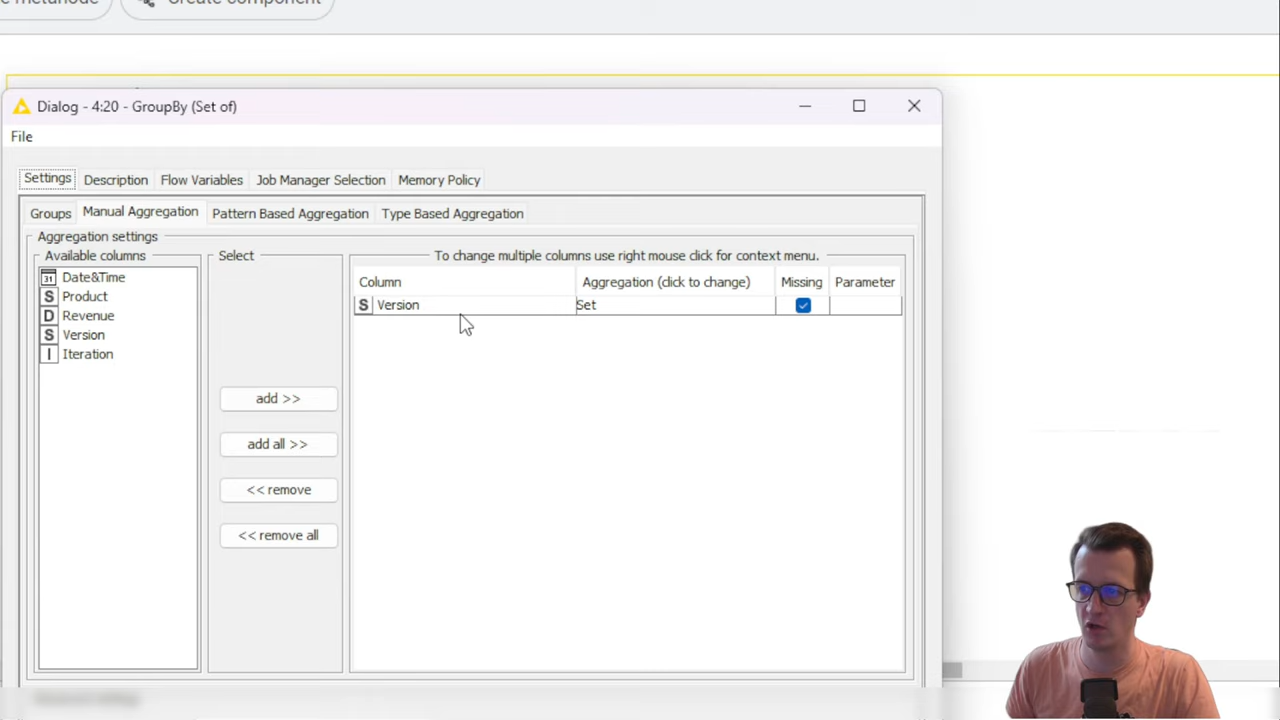 Create component
Dialog - 4:20 - GroupBy (Set of)
File
Settings Description Flow Variables Job Manager Selection Memory Policy
Groups Manual Aggregation Pattern Based Aggregation Type Based Aggregation
Aggregation settings
Available columns Select To change multiple columns use right mouse click for context menu.
31 Date&Time
Column Aggregation (click to change) Missing Parameter
S Product
S Version Set
D Revenue
S Version
I Iteration
add >>
add all >>
<< remove
<< remove all